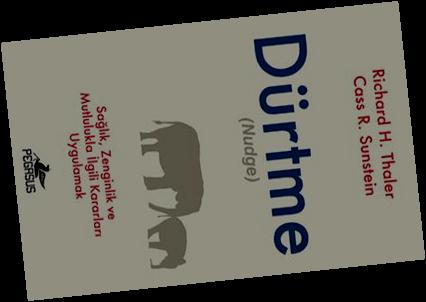 Richard H. Thaler
Cass R. Sunstein
Dürtme
(Nudge)
Sağlık, Zenginlik ve
Mutlulukla İlgili Kararları
Uygulamak
PEGASUS